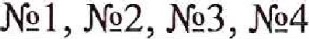 №1, №2, №3, №4